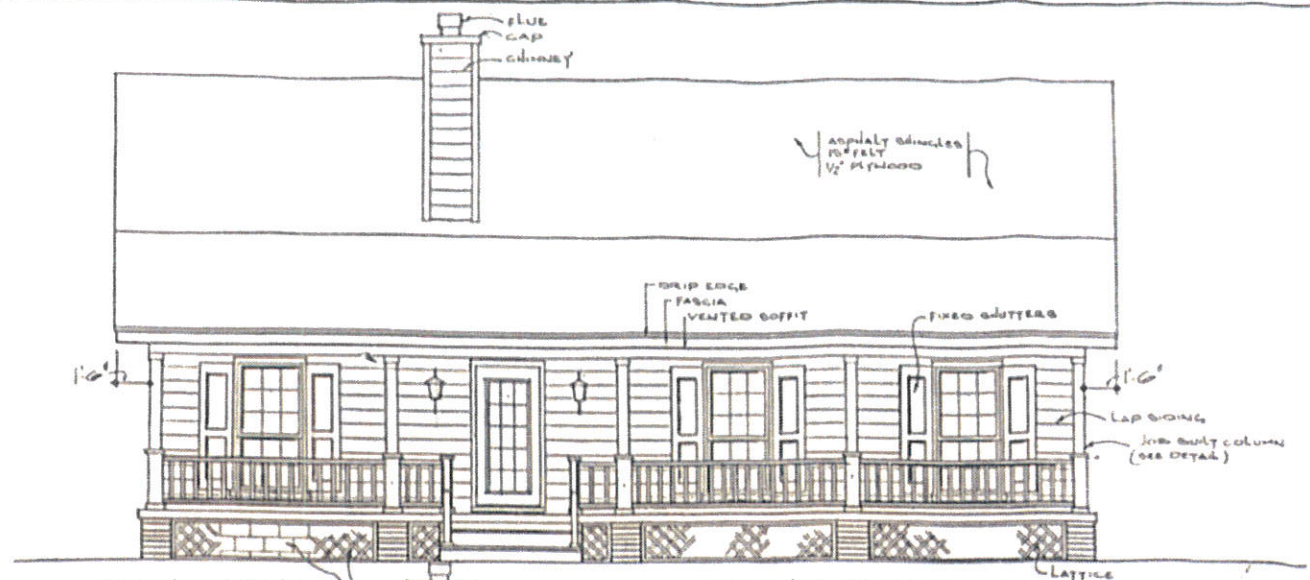 FLUE
CAP
CHIMNEY
ASPHALT SHINGLES
15# FELT
1/2" PLYWOOD
DRIP EDGE
FASCIA
VENTED SOFFIT
FIXED SHUTTERS
1'-6"
1'-6"
LAP SIDING
JOB BUILT COLUMN
(SEE DETAIL)
LATTICE